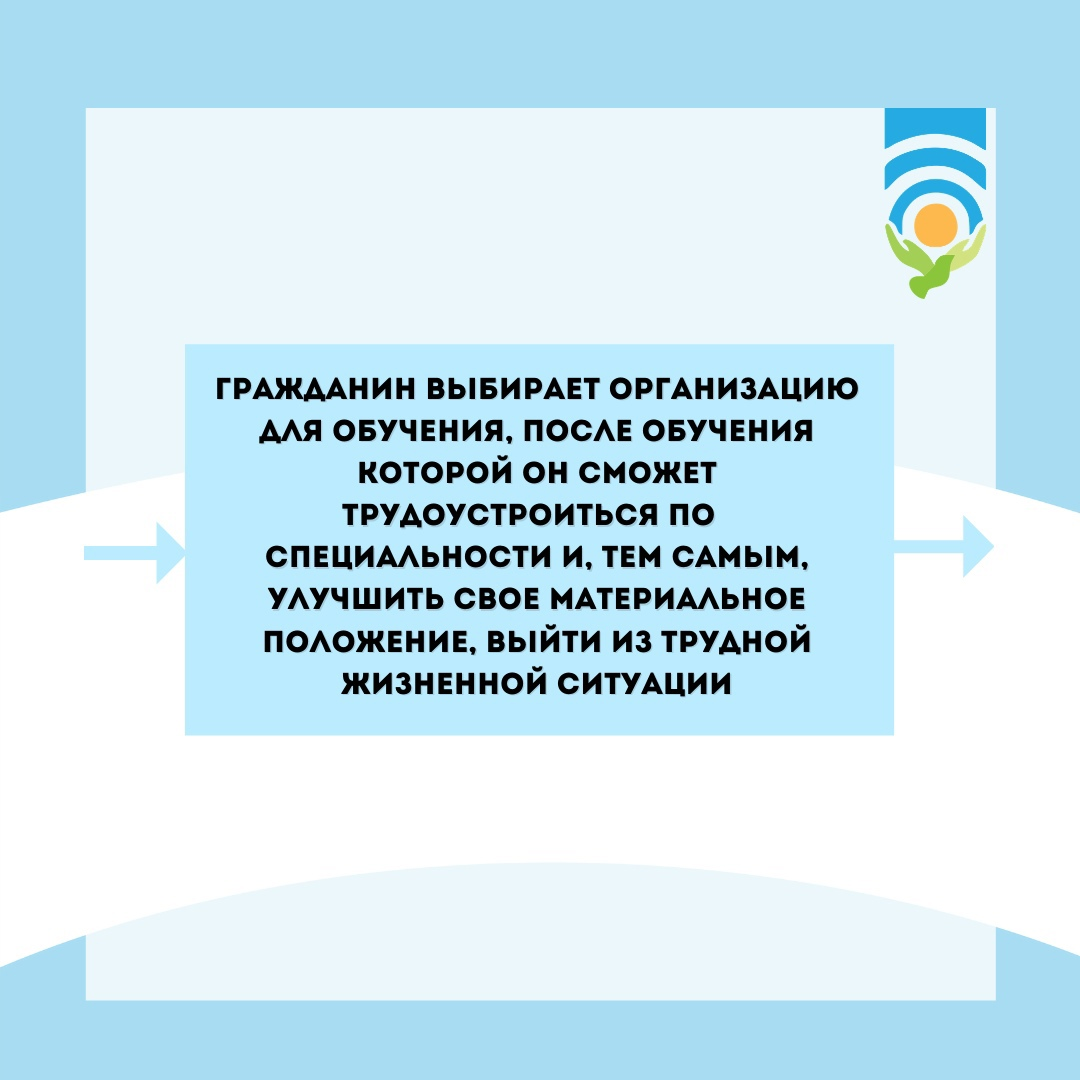 ГРАЖДАНИН ВЫБИРАЕТ ОРГАНИЗАЦИЮ
ДЛЯ ОБУЧЕНИЯ, ПОСЛЕ ОБУЧЕНИЯ
КОТОРОЙ ОН СМОЖЕТ
ТРУДОУСТРОИТЬСЯ ПО
СПЕЦИАЛЬНОСТИ И, ТЕМ САМЫМ,
УЛУЧШИТЬ СВОЕ МАТЕРИАЛЬНОЕ
ПОЛОЖЕНИЕ, ВЫЙТИ ИЗ ТРУДНОЙ
ЖИЗНЕННОЙ СИТУАЦИИ